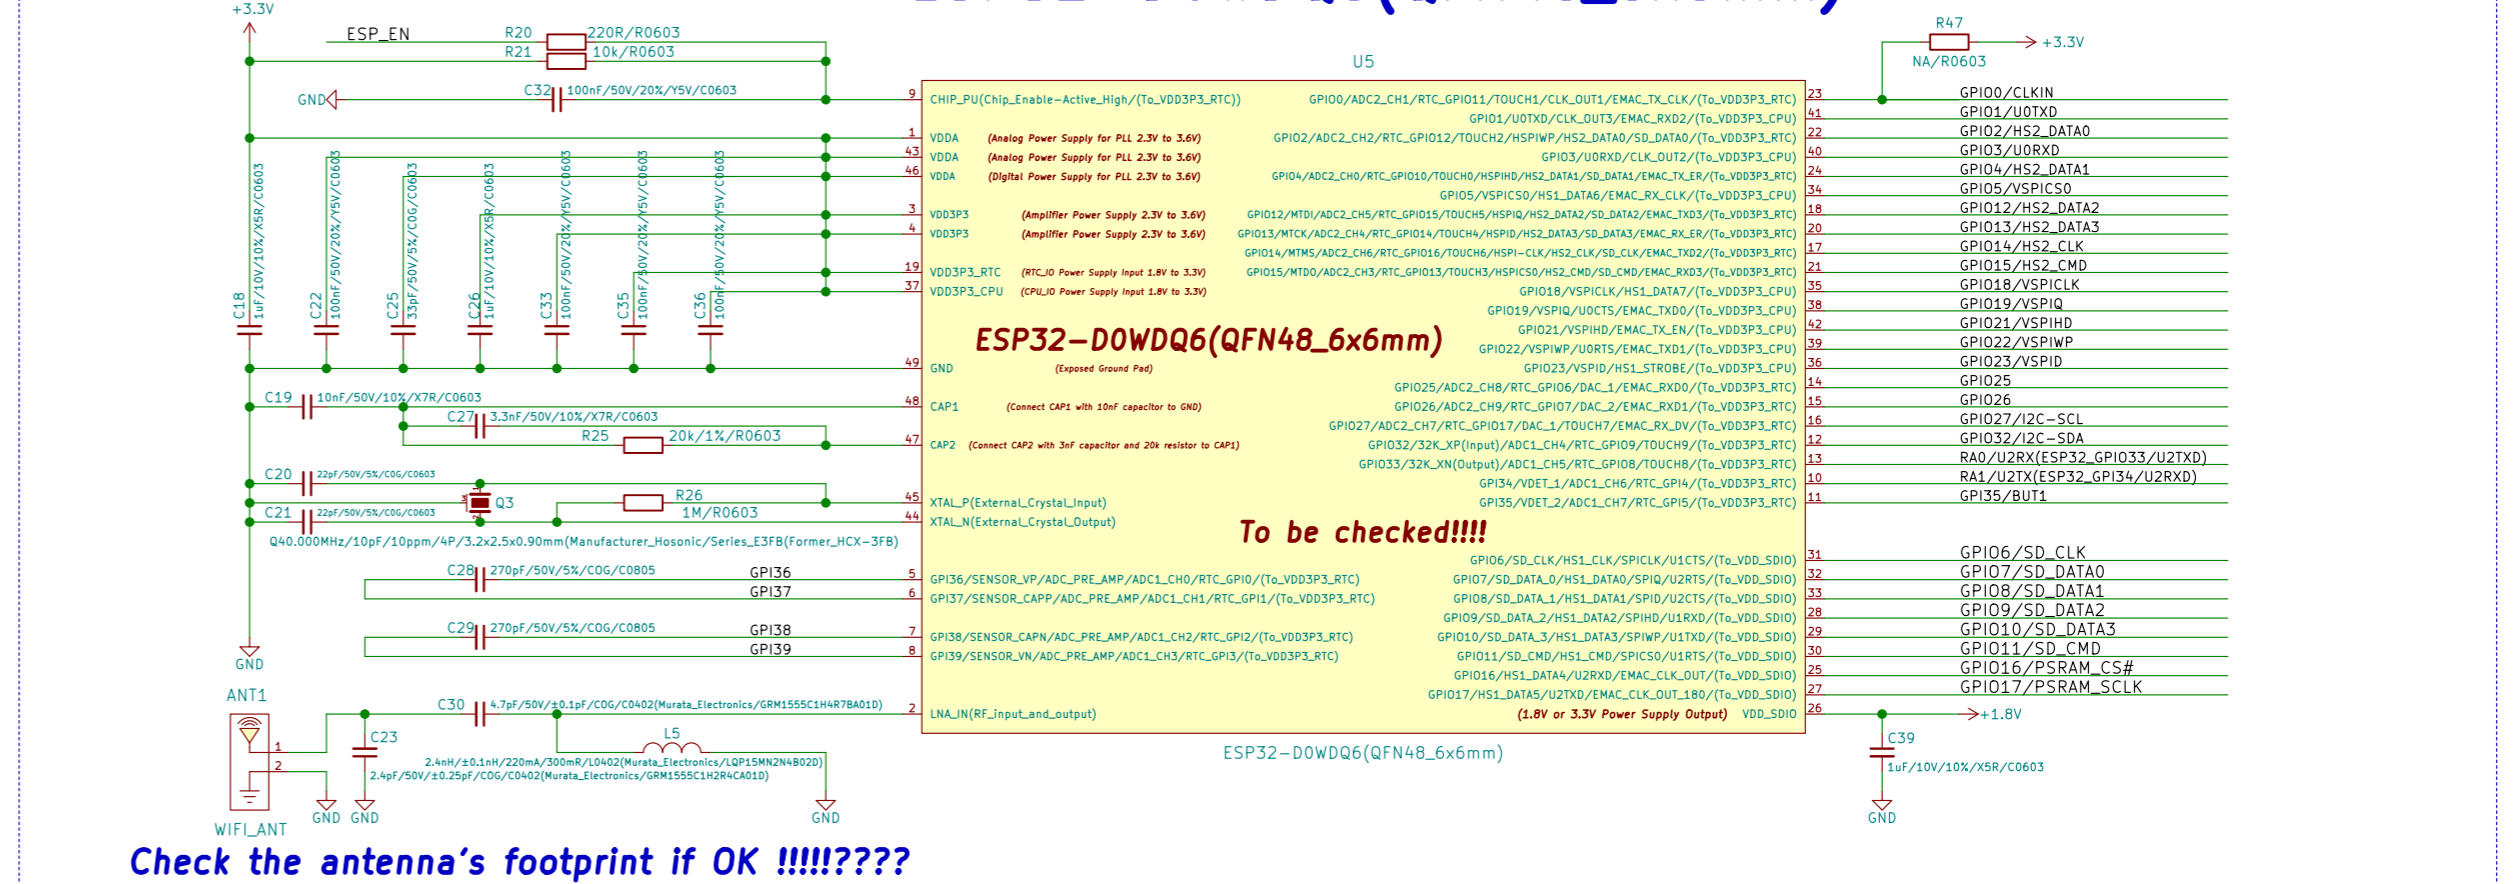 +3.3V
ESP_EN
R20
220R/R0603
R21
10k/R0603
GND
C32
100nF/50V/20%/Y5V/C0603
C18
1uF/10V/10%/X5R/C0603
C22
100nF/50V/20%/Y5V/C0603
C25
33pF/50V/5%/COG/C0603
C26
1uF/10V/10%/X5R/C0603
C33
100nF/50V/20%/Y5V/C0603
C35
100nF/50V/20%/Y5V/C0603
C36
100nF/50V/20%/Y5V/C0603
C19
10nF/50V/10%/X7R/C0603
C27
3.3nF/50V/10%/X7R/C0603
R25
20k/1%/R0603
C20
22pF/50V/5%/COG/C0603
Q3
R26
1M/R0603
C21
22pF/50V/5%/COG/C0603
Q40.000MHz/10pF/10ppm/4P/3.2x2.5x0.90mm(Manufacturer_Hosonic/Series_E3FB(Former_HCX-3FB)
C28
270pF/50V/5%/COG/C0805
GPI36
GPI37
C29
270pF/50V/5%/COG/C0805
GPI38
GPI39
GND
ANT1
1
2
WIFI_ANT
C30
4.7pF/50V/±0.1pF/COG/C0402(Murata_Electronics/GRM1555C1H4R7BA01D)
C23
L5
2.4nH/±0.1nH/220mA/300mR/L0402(Murata_Electronics/LQP15MN2N4B02D)
2.4pF/50V/±0.25pF/COG/C0402(Murata_Electronics/GRM1555C1H2R4CA01D)
GND
GND
GND
Check the antenna's footprint if OK !!!!!????
U5
9 CHIP_PU(Chip_Enable-Active_High/(To_VDD3P3_RTC))
1 VDDA (Analog Power Supply for PLL 2.3V to 3.6V)
43 VDDA (Analog Power Supply for PLL 2.3V to 3.6V)
46 VDDA (Digital Power Supply for PLL 2.3V to 3.6V)
3 VDD3P3 (Amplifier Power Supply 2.3V to 3.6V)
4 VDD3P3 (Amplifier Power Supply 2.3V to 3.6V)
19 VDD3P3_RTC (RTC_IO Power Supply Input 1.8V to 3.3V)
37 VDD3P3_CPU (CPU_IO Power Supply Input 1.8V to 3.3V)
ESP32-D0WDQ6(QFN48_6x6mm)
49 GND (Exposed Ground Pad)
48 CAP1 (Connect CAP1 with 10nF capacitor to GND)
47 CAP2 (Connect CAP2 with 3nF capacitor and 20k resistor to CAP1)
45 XTAL_P(External_Crystal_Input)
44 XTAL_N(External_Crystal_Output)
To be checked!!!!
5 GPI36/SENSOR_VP/ADC_PRE_AMP/ADC1_CH0/RTC_GPI0/(To_VDD3P3_RTC)
6 GPI37/SENSOR_CAPP/ADC_PRE_AMP/ADC1_CH1/RTC_GPI1/(To_VDD3P3_RTC)
7 GPI38/SENSOR_CAPN/ADC_PRE_AMP/ADC1_CH2/RTC_GPI2/(To_VDD3P3_RTC)
8 GPI39/SENSOR_VN/ADC_PRE_AMP/ADC1_CH3/RTC_GPI3/(To_VDD3P3_RTC)
2 LNA_IN(RF_input_and_output)
R47
+3.3V
NA/R0603
GPIO0/ADC2_CH1/RTC_GPIO11/TOUCH1/CLK_OUT1/EMAC_TX_CLK/(To_VDD3P3_RTC) 23 GPIO0/CLKIN
GPIO1/U0TXD/CLK_OUT3/EMAC_RXD2/(To_VDD3P3_CPU) 41 GPIO1/U0TXD
GPIO2/ADC2_CH2/RTC_GPIO12/TOUCH2/HSPIWP/HS2_DATA0/SD_DATA0/(To_VDD3P3_RTC) 22 GPIO2/HS2_DATA0
GPIO3/U0RXD/CLK_OUT2/(To_VDD3P3_CPU) 40 GPIO3/U0RXD
GPIO4/ADC2_CH0/RTC_GPIO10/TOUCH0/HSPIHD/HS2_DATA1/SD_DATA1/EMAC_TX_ER/(To_VDD3P3_RTC) 24 GPIO4/HS2_DATA1
GPIO5/VSPICS0/HS1_DATA6/EMAC_RX_CLK/(To_VDD3P3_CPU) 34 GPIO5/VSPICS0
GPIO12/MTDI/ADC2_CH5/RTC_GPIO15/TOUCH5/HSPIQ/HS2_DATA2/SD_DATA2/EMAC_TXD3/(To_VDD3P3_RTC) 18 GPIO12/HS2_DATA2
GPIO13/MTCK/ADC2_CH4/RTC_GPIO14/TOUCH4/HSPID/HS2_DATA3/SD_DATA3/EMAC_RX_ER/(To_VDD3P3_RTC) 20 GPIO13/HS2_DATA3
GPIO14/MTMS/ADC2_CH6/RTC_GPIO16/TOUCH6/HSPI-CLK/HS2_CLK/SD_CLK/EMAC_TXD2/(To_VDD3P3_RTC) 17 GPIO14/HS2_CLK
GPIO15/MTDO/ADC2_CH3/RTC_GPIO13/TOUCH3/HSPICS0/HS2_CMD/SD_CMD/EMAC_RXD3/(To_VDD3P3_RTC) 21 GPIO15/HS2_CMD
GPIO18/VSPICLK/HS1_DATA7/(To_VDD3P3_CPU) 35 GPIO18/VSPICLK
GPIO19/VSPIQ/U0CTS/EMAC_TXD0/(To_VDD3P3_CPU) 38 GPIO19/VSPIQ
GPIO21/VSPIHD/EMAC_TX_EN/(To_VDD3P3_CPU) 42 GPIO21/VSPIHD
GPIO22/VSPIWP/U0RTS/EMAC_TXD1/(To_VDD3P3_CPU) 39 GPIO22/VSPIWP
GPIO23/VSPID/HS1_STROBE/(To_VDD3P3_CPU) 36 GPIO23/VSPID
GPIO25/ADC2_CH8/RTC_GPIO6/DAC_1/EMAC_RXD0/(To_VDD3P3_RTC) 14 GPIO25
GPIO26/ADC2_CH9/RTC_GPIO7/DAC_2/EMAC_RXD1/(To_VDD3P3_RTC) 15 GPIO26
GPIO27/ADC2_CH7/RTC_GPIO17/DAC_1/TOUCH7/EMAC_RX_DV/(To_VDD3P3_RTC) 16 GPIO27/I2C-SCL
GPIO32/32K_XP(Input)/ADC1_CH4/RTC_GPIO9/TOUCH9/(To_VDD3P3_RTC) 12 GPIO32/I2C-SDA
GPIO33/32K_XN(Output)/ADC1_CH5/RTC_GPIO8/TOUCH8/(To_VDD3P3_RTC) 13 RA0/U2RX(ESP32_GPIO33/U2TXD)
GPI34/VDET_1/ADC1_CH6/RTC_GPI4/(To_VDD3P3_RTC) 10 RA1/U2TX(ESP32_GPI34/U2RXD)
GPI35/VDET_2/ADC1_CH7/RTC_GPI5/(To_VDD3P3_RTC) 11 GPI35/BUT1
GPIO6/SD_CLK/HS1_CLK/SPICLK/U1CTS/(To_VDD_SDIO) 31 GPIO6/SD_CLK
GPIO7/SD_DATA_0/HS1_DATA0/SPIQ/U2RTS/(To_VDD_SDIO) 32 GPIO7/SD_DATA0
GPIO8/SD_DATA_1/HS1_DATA1/SPID/U2CTS/(To_VDD_SDIO) 33 GPIO8/SD_DATA1
GPIO9/SD_DATA_2/HS1_DATA2/SPIHD/U1RXD/(To_VDD_SDIO) 28 GPIO9/SD_DATA2
GPIO10/SD_DATA_3/HS1_DATA3/SPIWP/U1TXD/(To_VDD_SDIO) 29 GPIO10/SD_DATA3
GPIO11/SD_CMD/HS1_CMD/SPICS0/U1RTS/(To_VDD_SDIO) 30 GPIO11/SD_CMD
GPIO16/HS1_DATA4/U2RXD/EMAC_CLK_OUT/(To_VDD_SDIO) 25 GPIO16/PSRAM_CS#
GPIO17/HS1_DATA5/U2TXD/EMAC_CLK_OUT_180/(To_VDD_SDIO) 27 GPIO17/PSRAM_SCLK
(1.8V or 3.3V Power Supply Output) VDD_SDIO 26 +1.8V
ESP32-D0WDQ6(QFN48_6x6mm)
C39
1uF/10V/10%/X5R/C0603
GND